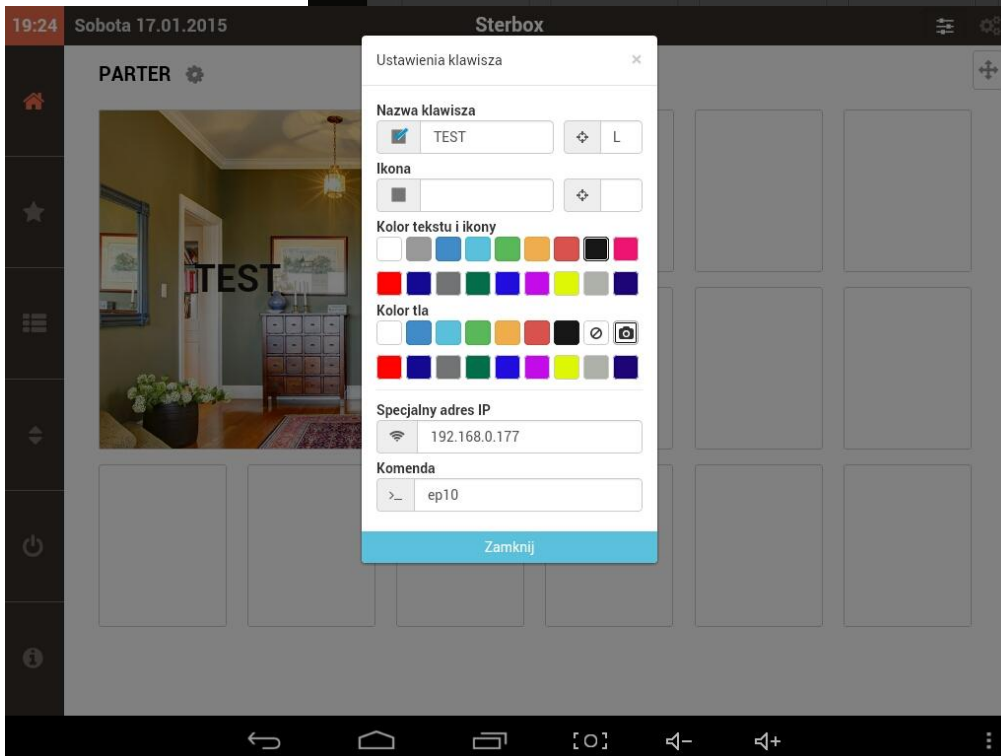 19:24 Sobota 17.01.2015 Sterbox
PARTER
TEST
Ustawienia klawisza ×
Nazwa klawisza
TEST L
Ikona
Kolor tekstu i ikony
Kolor tla
Specjalny adres IP
192.168.0.177
Komenda
>_ ep10
Zamknij